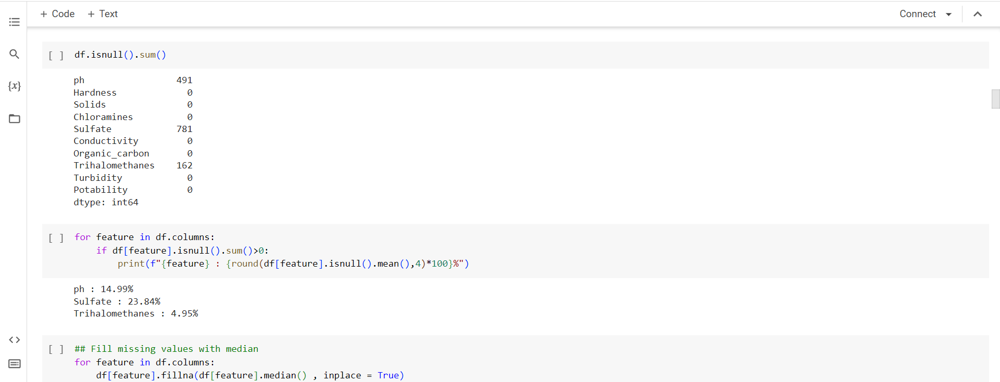 + Code + Text Connect
{x}
[ ] df.isnull().sum()
ph 491
Hardness 0
Solids 0
Chloramines 0
Sulfate 781
Conductivity 0
Organic_carbon 0
Trihalomethanes 162
Turbidity 0
Potability 0
dtype: int64
[ ] for feature in df.columns:
    if df[feature].isnull().sum()>0:
        print(f"{feature} : {round(df[feature].isnull().mean(),4)*100}%")
ph : 14.99%
Sulfate : 23.84%
Trihalomethanes : 4.95%
[ ] ## Fill missing values with median
for feature in df.columns:
    df[feature].fillna(df[feature].median() , inplace = True)